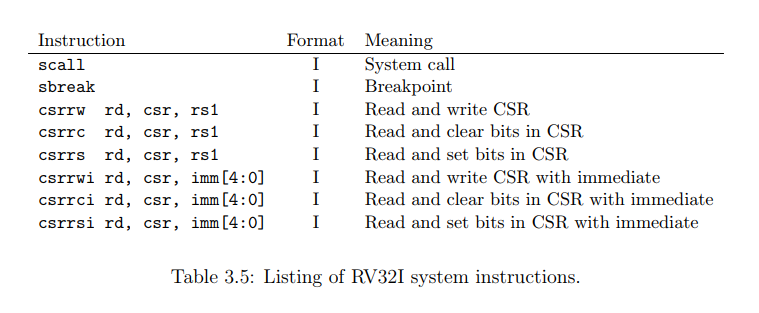 Instruction Format Meaning
scall I System call
sbreak I Breakpoint
csrrw rd, csr, rs1 I Read and write CSR
csrrc rd, csr, rs1 I Read and clear bits in CSR
csrrs rd, csr, rs1 I Read and set bits in CSR
csrrwi rd, csr, imm[4:0] I Read and write CSR with immediate
csrrci rd, csr, imm[4:0] I Read and clear bits in CSR with immediate
csrrsi rd, csr, imm[4:0] I Read and set bits in CSR with immediate
Table 3.5: Listing of RV32I system instructions.